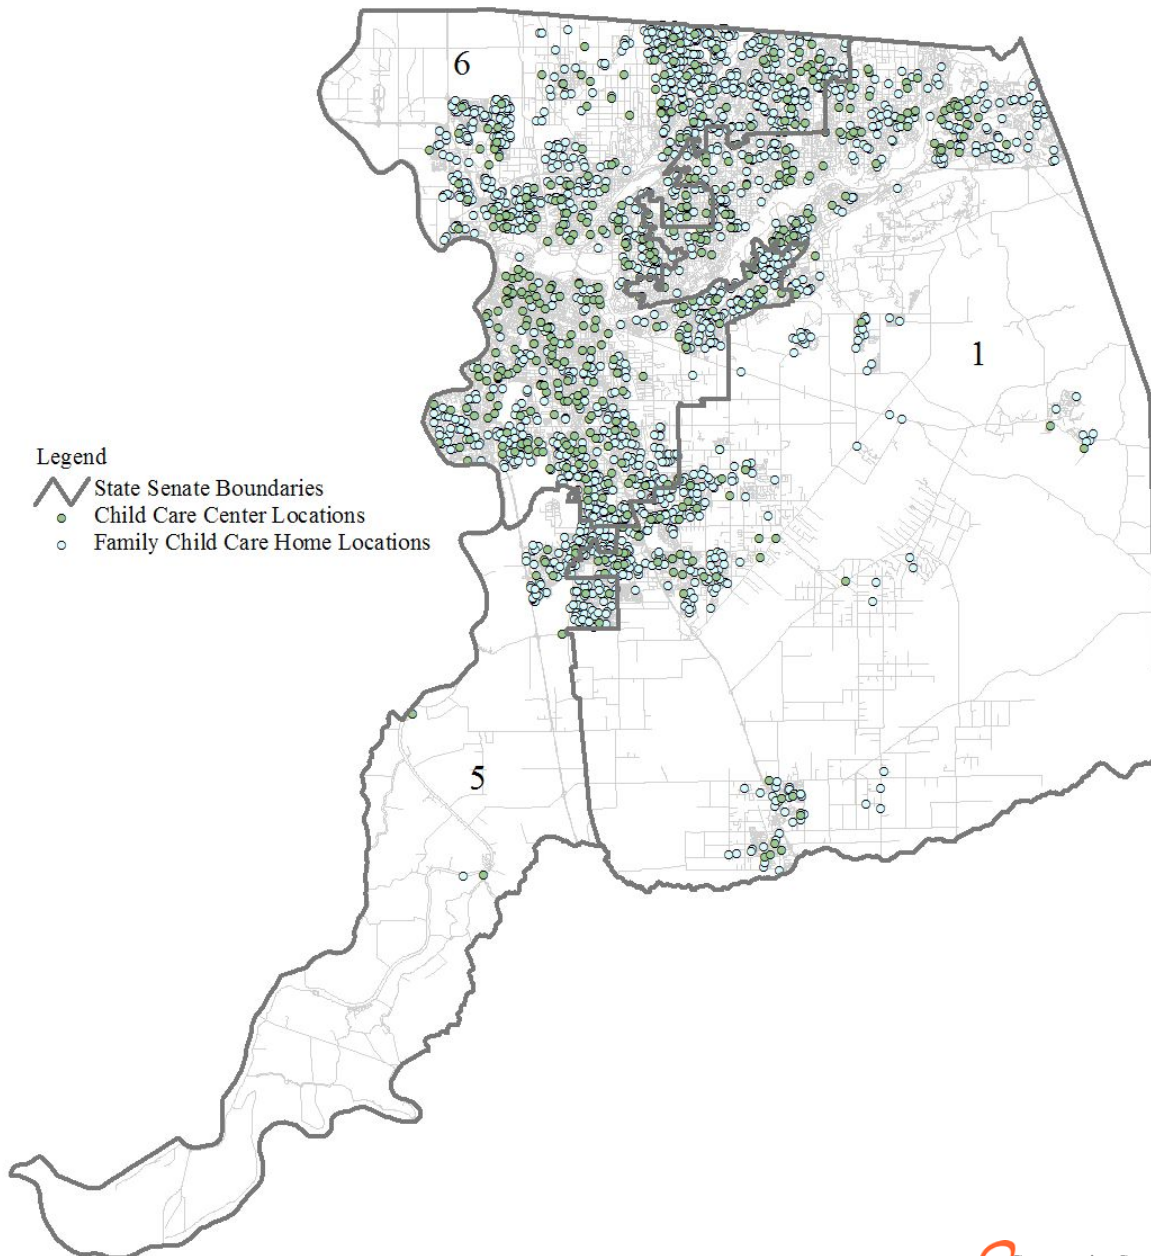 6
1
Legend
State Senate Boundaries
Child Care Center Locations
Family Child Care Home Locations
5